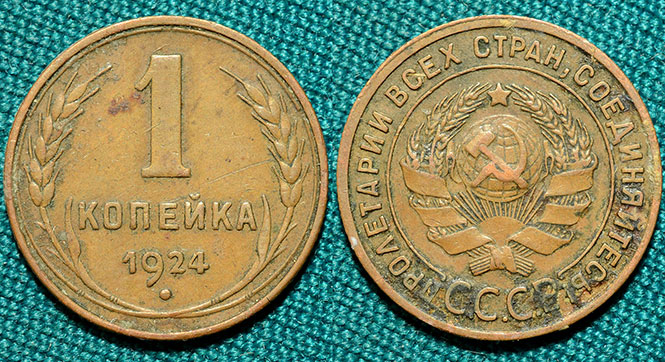 1
КОПЕЙКА
1924
ПРОЛЕТАРИИ ВСЕХ СТРАН, СОЕДИНЯЙТЕСЬ!
С.С.С.Р.